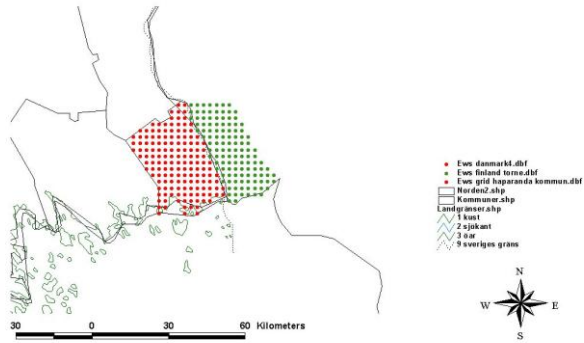 Ews danmark4.dbf
Ews finland torne.dbf
Ews grid haparanda kommun.dbf
Norden2.shp
Kommuner.shp
Landgränser.shp
1 kust
2 sjökant
3 öar
9 sveriges gräns
N
W E
S
30 0 30 60 Kilometers